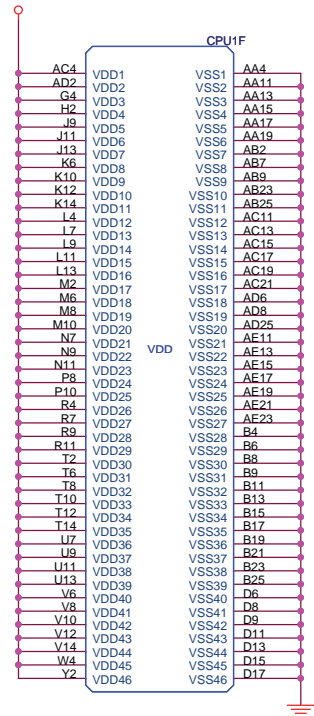 CPU1F
AC4 VDD1 VSS1 AA4
AD2 VDD2 VSS2 AA11
G4 VDD3 VSS3 AA13
H2 VDD4 VSS4 AA15
J9 VDD5 VSS5 AA17
J11 VDD6 VSS6 AA19
J13 VDD7 VSS7 AB2
K6 VDD8 VSS8 AB7
K10 VDD9 VSS9 AB9
K12 VDD10 VSS10 AB23
K14 VDD11 VSS11 AB25
L4 VDD12 VSS12 AC11
L7 VDD13 VSS13 AC13
L9 VDD14 VSS14 AC15
L11 VDD15 VSS15 AC17
L13 VDD16 VSS16 AC19
M2 VDD17 VSS17 AC21
M6 VDD18 VSS18 AD6
M8 VDD19 VSS19 AD8
M10 VDD20 VSS20 AD25
N7 VDD21 VSS21 AE11
N9 VDD22 VDD VSS22 AE13
N11 VDD23 VSS23 AE15
P8 VDD24 VSS24 AE17
P10 VDD25 VSS25 AE19
R4 VDD26 VSS26 AE21
R7 VDD27 VSS27 AE23
R9 VDD28 VSS28 B4
R11 VDD29 VSS29 B6
T2 VDD30 VSS30 B8
T6 VDD31 VSS31 B9
T8 VDD32 VSS32 B11
T10 VDD33 VSS33 B13
T12 VDD34 VSS34 B15
T14 VDD35 VSS35 B17
U7 VDD36 VSS36 B19
U9 VDD37 VSS37 B21
U11 VDD38 VSS38 B23
U13 VDD39 VSS39 B25
V6 VDD40 VSS40 D6
V8 VDD41 VSS41 D8
V10 VDD42 VSS42 D9
V12 VDD43 VSS43 D11
V14 VDD44 VSS44 D13
W4 VDD45 VSS45 D15
Y2 VDD46 VSS46 D17